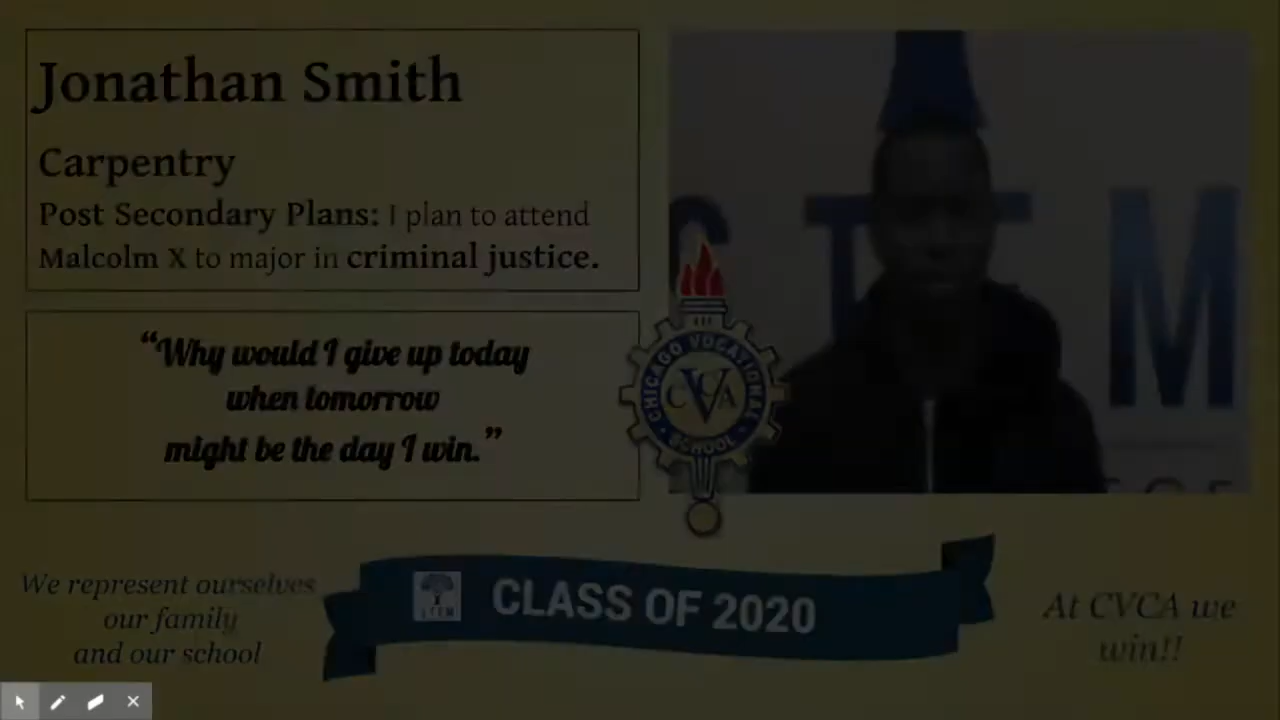 Jonathan Smith
Carpentry
Post Secondary Plans: I plan to attend
Malcolm X to major in criminal justice.
“Why would I give up today
when tomorrow
might be the day I win.”
CHICAGO VOCATIONAL
CVCA
SCHOOL
We represent ourselves
our family
and our school
STEM
CLASS OF 2020
At CVCA we
win!!